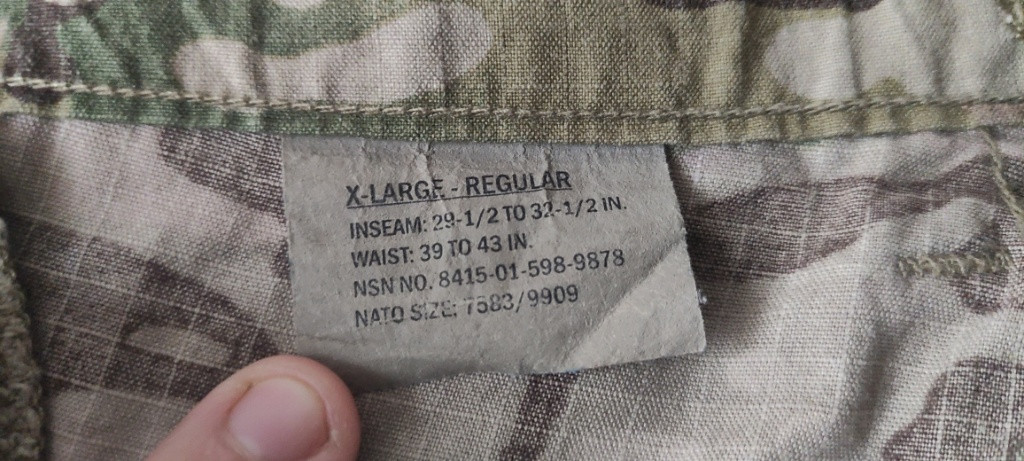 X-LARGE - REGULAR
INSEAM: 29-1/2 TO 32-1/2 IN.
WAIST: 39 TO 43 IN.
NSN NO. 8415-01-598-9878
NATO SIZE: 7583/9909